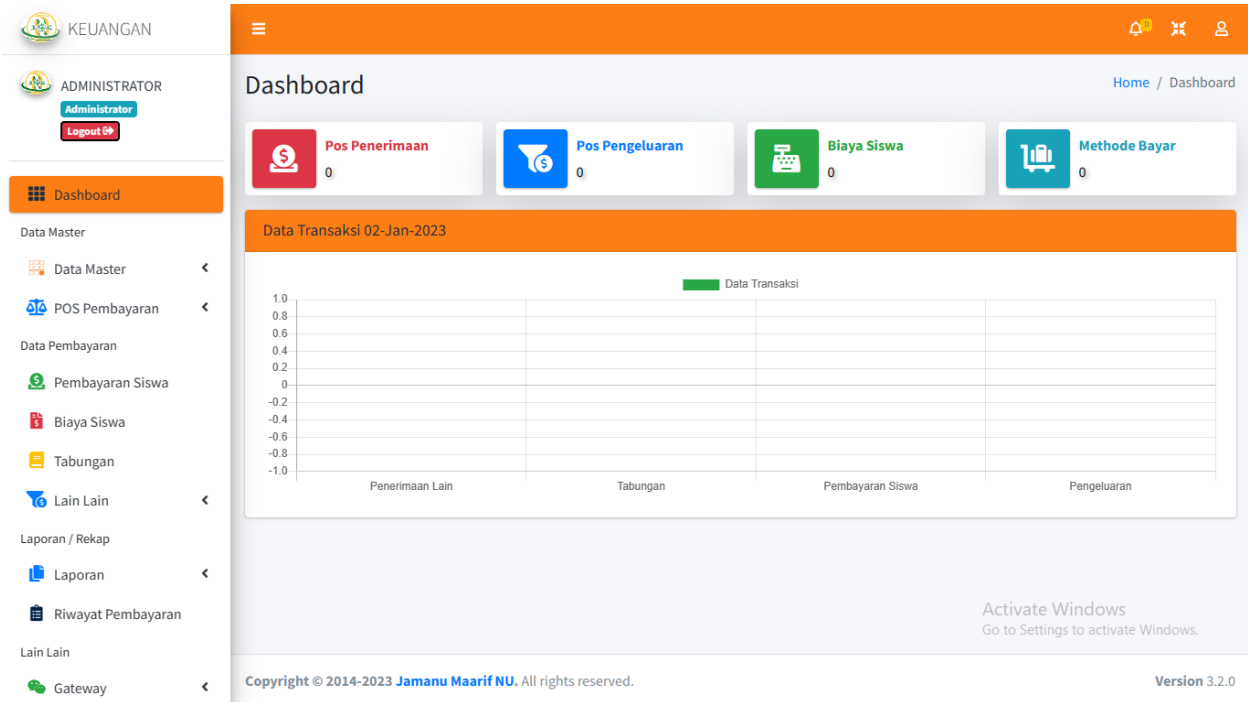 KEUANGAN
0
ADMINISTRATOR
Administrator
Logout
Dashboard
Data Master
Data Master
POS Pembayaran
Data Pembayaran
Pembayaran Siswa
Biaya Siswa
Tabungan
Lain Lain
Laporan / Rekap
Laporan
Riwayat Pembayaran
Lain Lain
Gateway
Dashboard
Home / Dashboard
Pos Penerimaan
0
Pos Pengeluaran
0
Biaya Siswa
0
Methode Bayar
0
Data Transaksi 02-Jan-2023
Data Transaksi
1.0
0.8
0.6
0.4
0.2
0
-0.2
-0.4
-0.6
-0.8
-1.0
Penerimaan Lain Tabungan Pembayaran Siswa Pengeluaran
Activate Windows
Go to Settings to activate Windows.
Copyright © 2014-2023 Jamanu Maarif NU. All rights reserved. Version 3.2.0